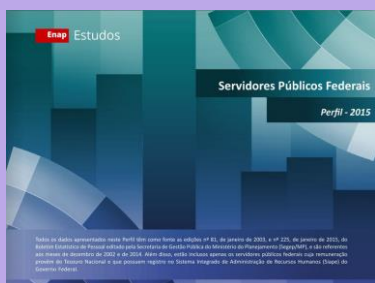 Enap Estudos
Servidores Públicos Federais
Perfil - 2015
Todos os dados apresentados neste Perfil têm como fonte as edições nº 81, de janeiro de 2003, e nº 225, de janeiro de 2015, do
Boletim Estatístico de Pessoal editado pela Secretaria de Gestão Pública do Ministério do Planejamento (Segep/MP), e são referentes
aos meses de dezembro de 2002 e de 2014. Além disso, estão inclusos apenas os servidores públicos federais cuja remuneração
provém do Tesouro Nacional e que possuem registro no Sistema Integrado de Administração de Recursos Humanos (Siape) do
Governo Federal.